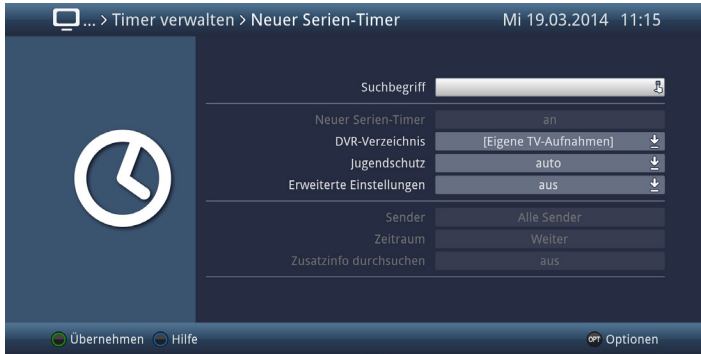 ... > Timer verwalten > Neuer Serien-Timer Mi 19.03.2014 11:15
Suchbegriff
Neuer Serien-Timer an
DVR-Verzeichnis [Eigene TV-Aufnahmen]
Jugendschutz auto
Erweiterte Einstellungen aus
Sender Alle Sender
Zeitraum Weiter
Zusatzinfo durchsuchen aus
Übernehmen Hilfe OPT Optionen